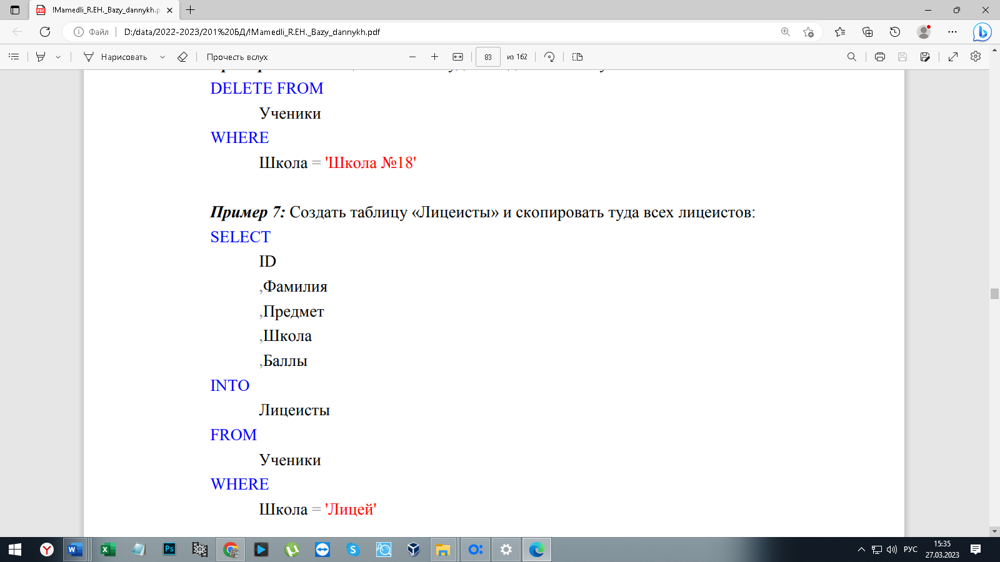 !Mamedli_R.EH._Bazy_dannykh.p
Файл
D:/data/2022-2023/201%20БД/!Mamedli_R.EH._Bazy_dannykh.pdf
Нарисовать
Прочесть вслух
83
из 162
DELETE FROM
Ученики
WHERE
Школа = 'Школа №18'
Пример 7: Создать таблицу «Лицеисты» и скопировать туда всех лицеистов:
SELECT
ID
,Фамилия
,Предмет
,Школа
,Баллы
INTO
Лицеисты
FROM
Ученики
WHERE
Школа = 'Лицей'
РУС
15:35
27.03.2023